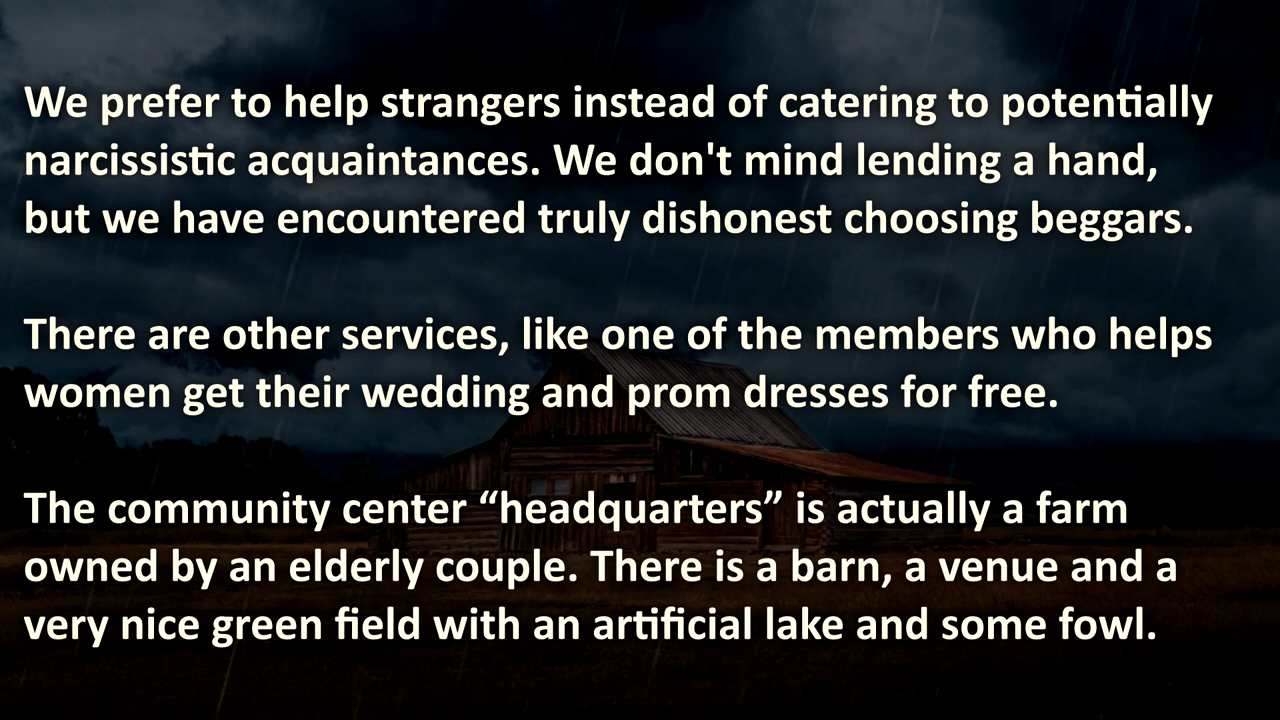 We prefer to help strangers instead of catering to potentially
narcissistic acquaintances. We don't mind lending a hand,
but we have encountered truly dishonest choosing beggars.
There are other services, like one of the members who helps
women get their wedding and prom dresses for free.
The community center “headquarters” is actually a farm
owned by an elderly couple. There is a barn, a venue and a
very nice green field with an artificial lake and some fowl.